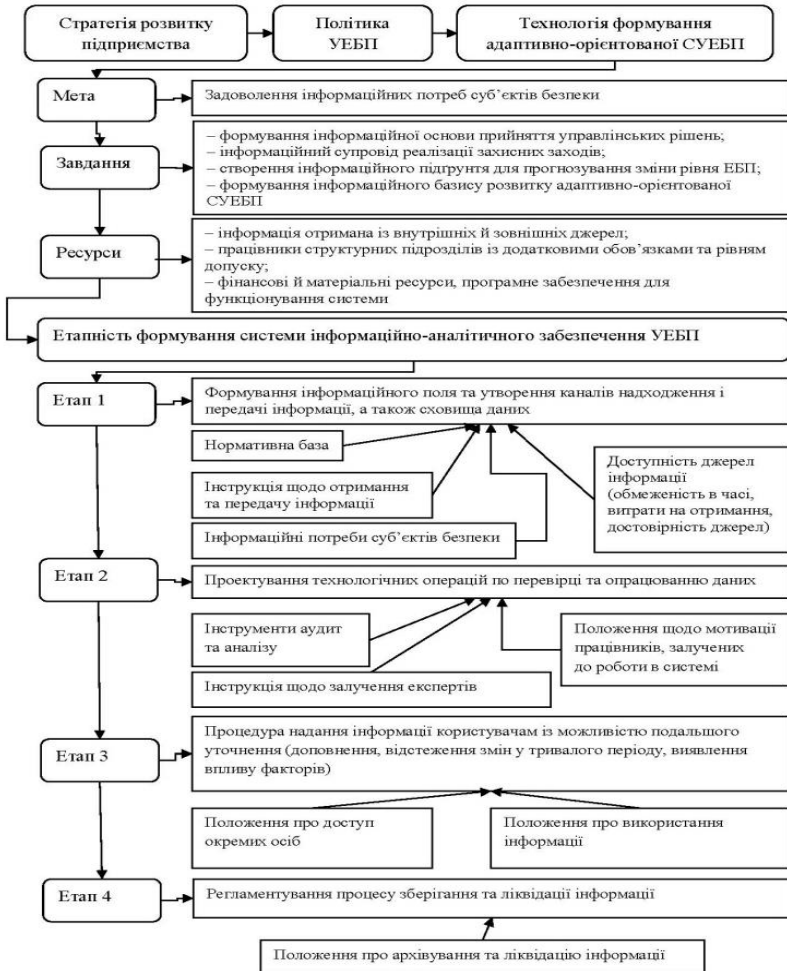 Стратегія розвитку
підприємства
Політика
УЕБП
Технологія формування
адаптивно-орієнтованої СУЕБП
Мета
Задоволення інформаційних потреб суб’єктів безпеки
Завдання
– формування інформаційної основи прийняття управлінських рішень;
– інформаційний супровід реалізації захисних заходів;
– створення інформаційного підґрунтя для прогнозування зміни рівня ЕБП;
– формування інформаційного базису розвитку адаптивно-орієнтованої
СУЕБП
Ресурси
– інформація отримана із внутрішніх й зовнішніх джерел;
– працівники структурних підрозділів із додатковими обов’язками та рівням
допуску;
– фінансові й матеріальні ресурси, програмне забезпечення для
функціонування системи
Етапність формування системи інформаційно-аналітичного забезпечення УЕБП
Етап 1
Формування інформаційного поля та утворення каналів надходження і
передачі інформації, а також сховища даних
Нормативна база
Інструкція щодо отримання
та передачу інформації
Інформаційні потреби суб’єктів безпеки
Доступність джерел
інформації
(обмеженість в часі,
витрати на отримання,
достовірність джерел)
Етап 2
Проектування технологічних операцій по перевірці та опрацюванню даних
Інструменти аудит
та аналізу
Інструкція щодо залучення експертів
Положення щодо мотивації
працівників, залучених
до роботи в системі
Етап 3
Процедура надання інформації користувачам із можливістю подальшого
уточнення (доповнення, відстеження змін у тривалого періоду, виявлення
впливу факторів)
Положення про доступ
окремих осіб
Положення про використання
інформації
Етап 4
Регламентування процесу зберігання та ліквідації інформації
Положення про архівування та ліквідацію інформації